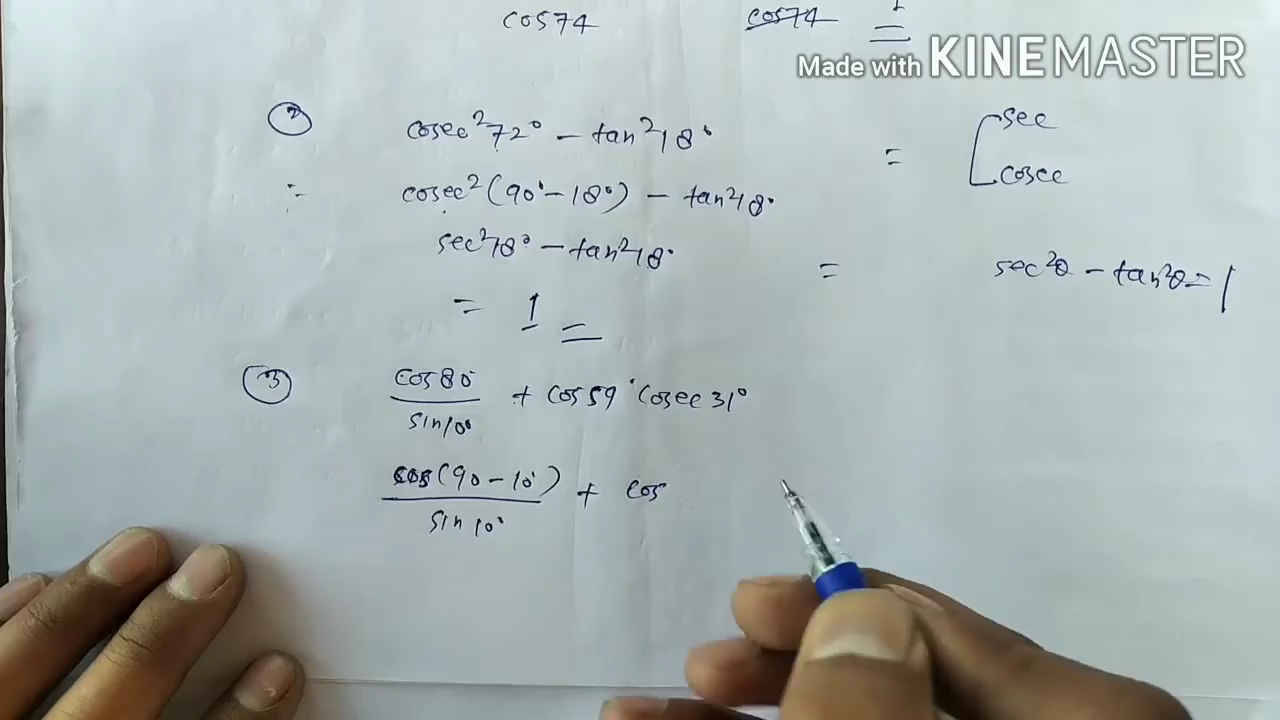 cos74 cos74 1
Made with KINEMASTER
② cosec²72° - tan²18° = [sec
cosec
∴ cosec²(90° - 18°) - tan²18°
sec²18° - tan²18° = sec²θ - tan²θ = 1
= 1
③ cos80° / sin10° + cos59° cosec31°
cos(90 - 10°) / sin10° + cos